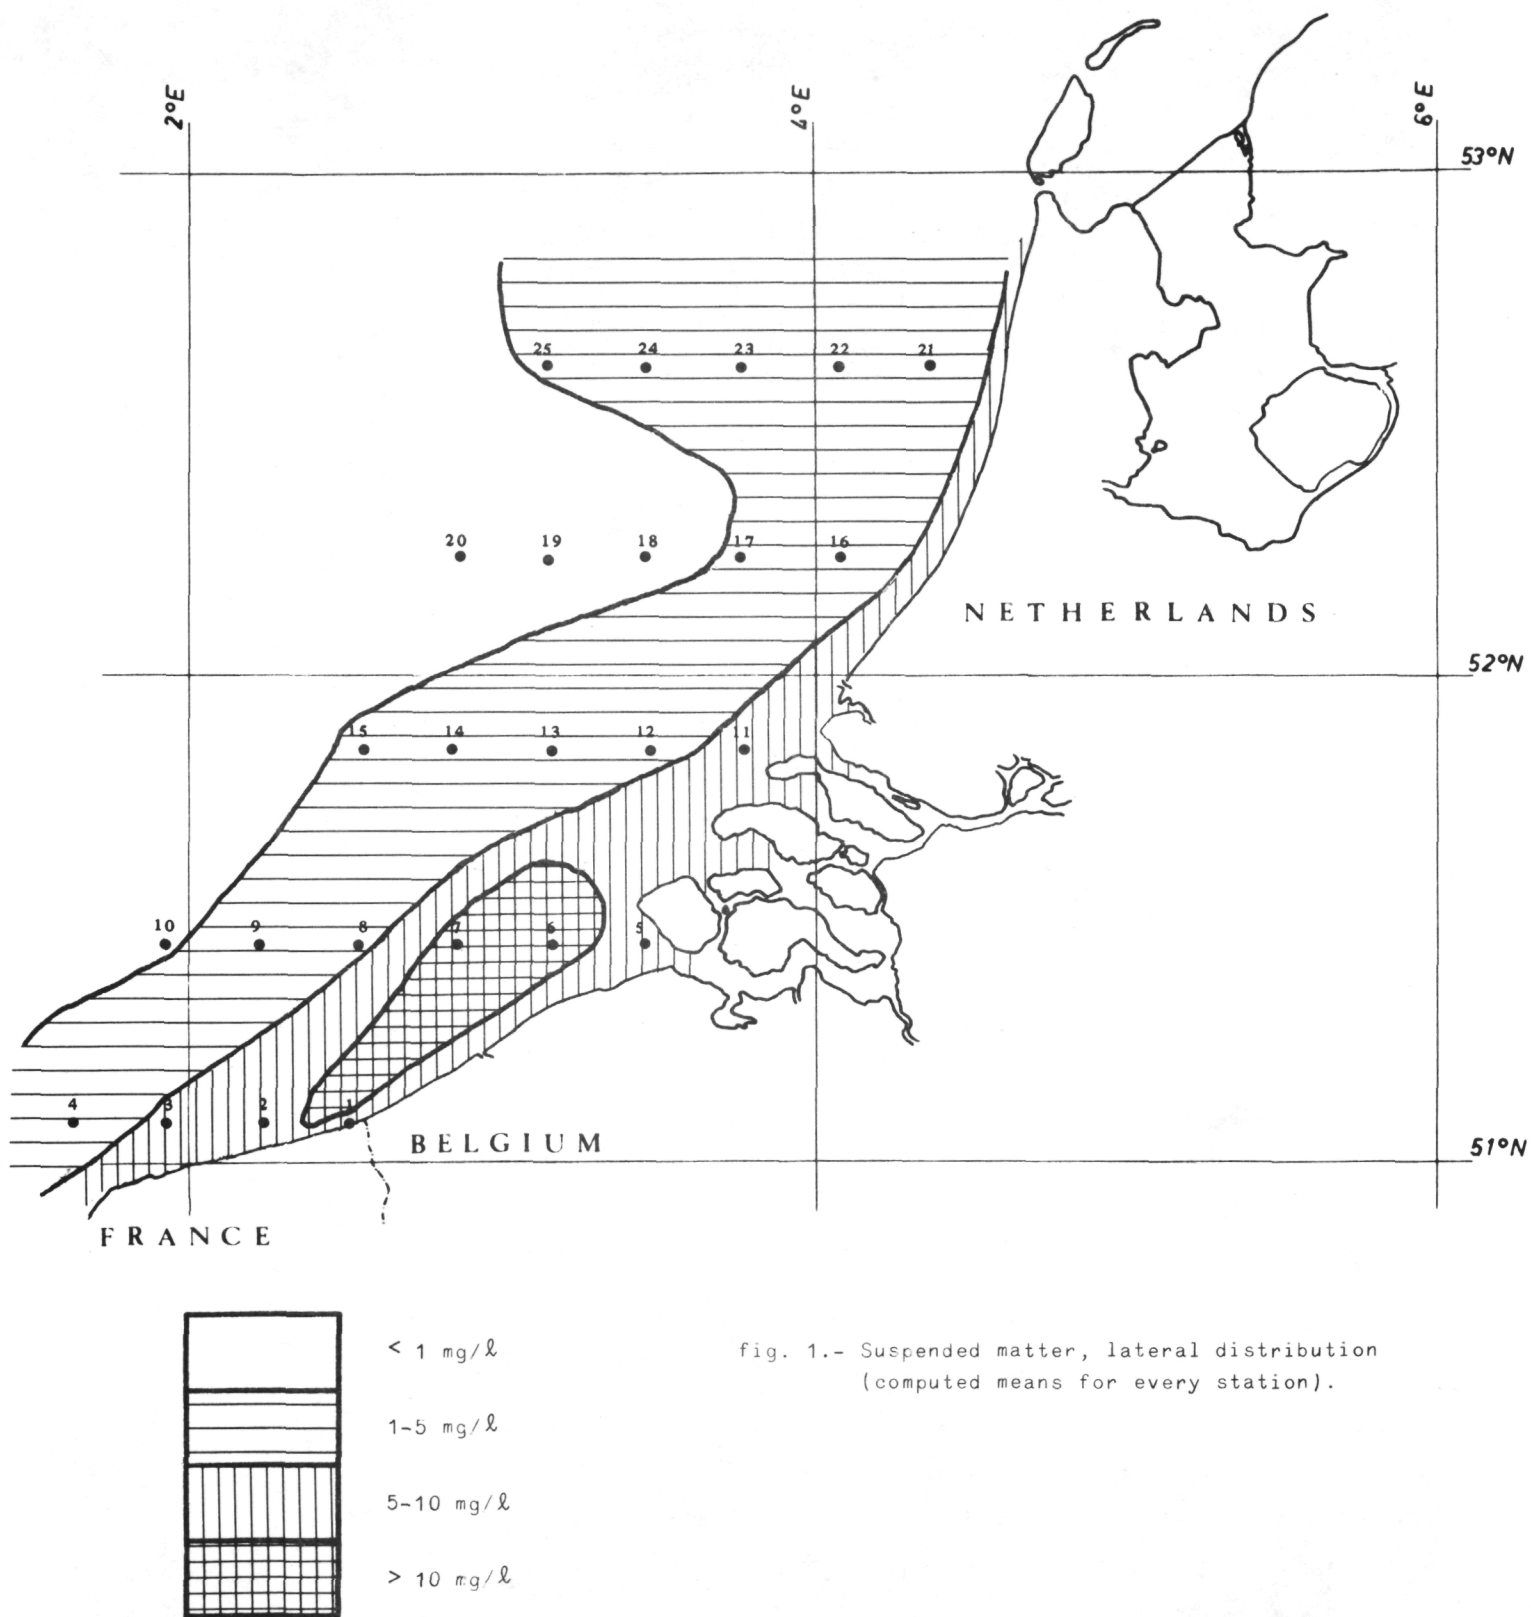 2°E
4°E
6°E
53°N
25 24 23 22 21
20 19 18 17 16
NETHERLANDS
52°N
15 14 13 12 11
10 9 8 7 6 5
4 3 2 1
BELGIUM
51°N
FRANCE
< 1 mg/ℓ
1-5 mg/ℓ
5-10 mg/ℓ
> 10 mg/ℓ
fig. 1.- Suspended matter, lateral distribution
(computed means for every station).